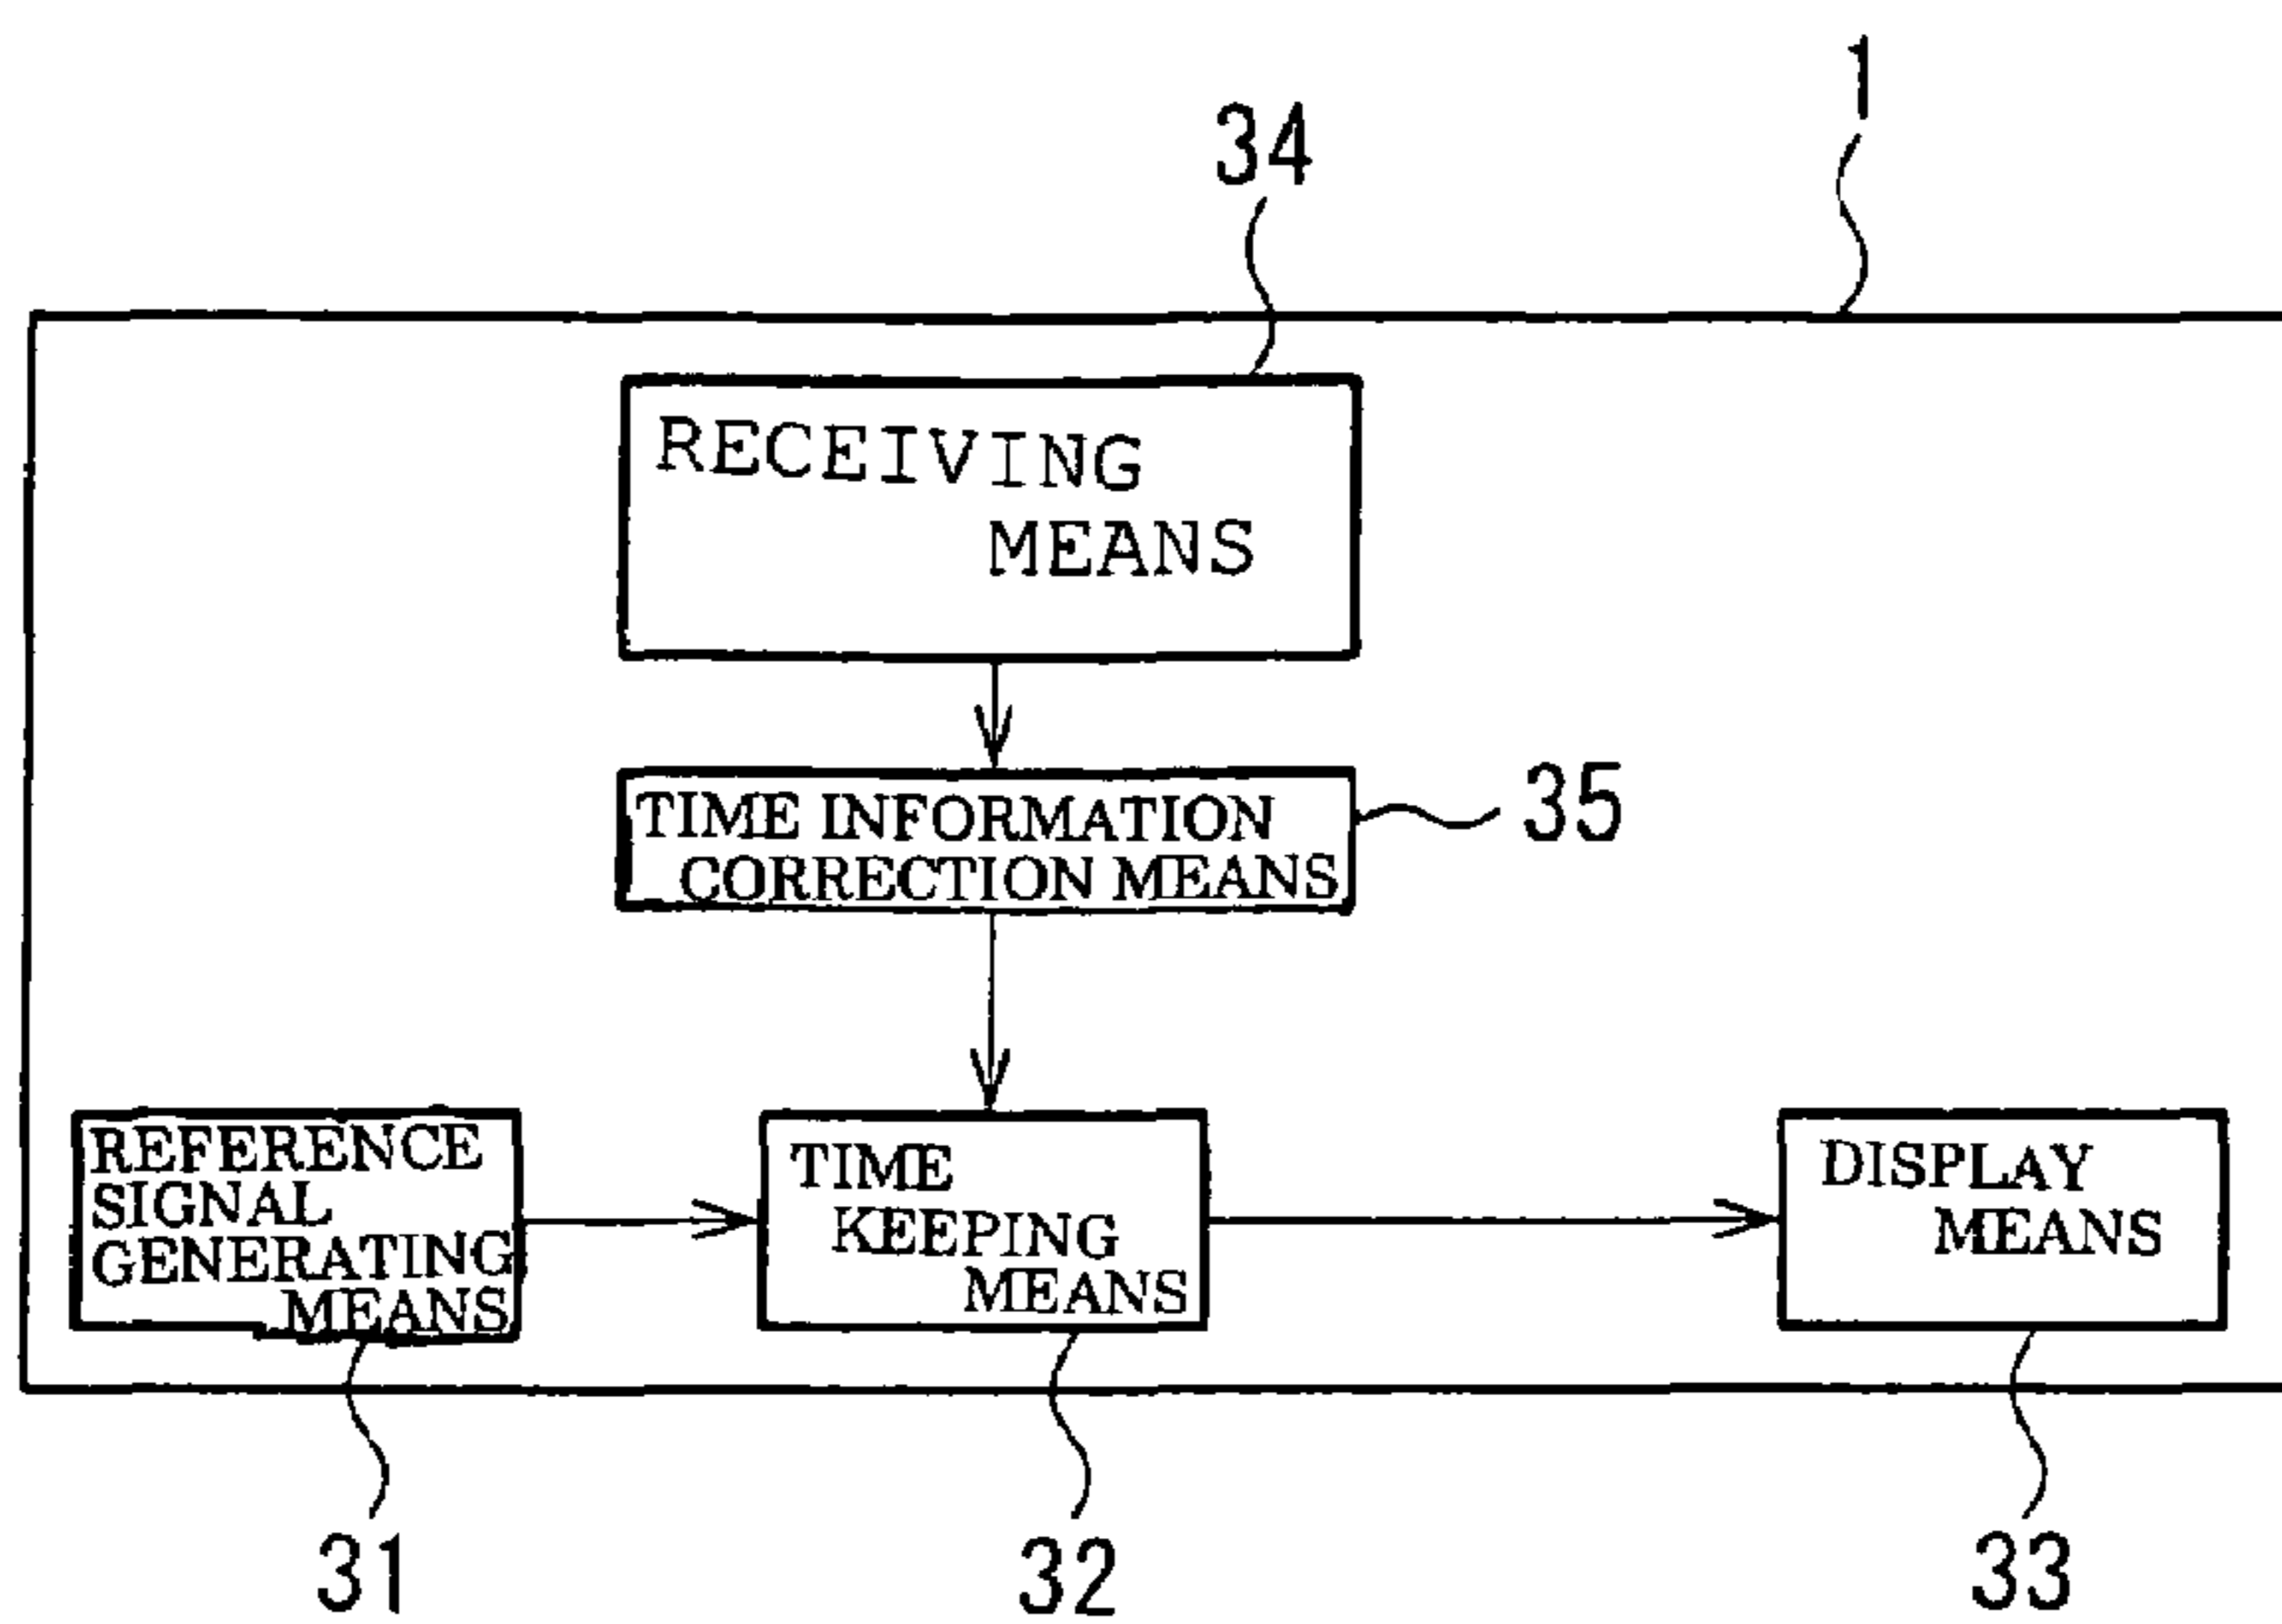 1
34
RECEIVING
MEANS
TIME INFORMATION
CORRECTION MEANS
35
REFERENCE
SIGNAL
GENERATING
MEANS
TIME
KEEPING
MEANS
DISPLAY
MEANS
31
32
33